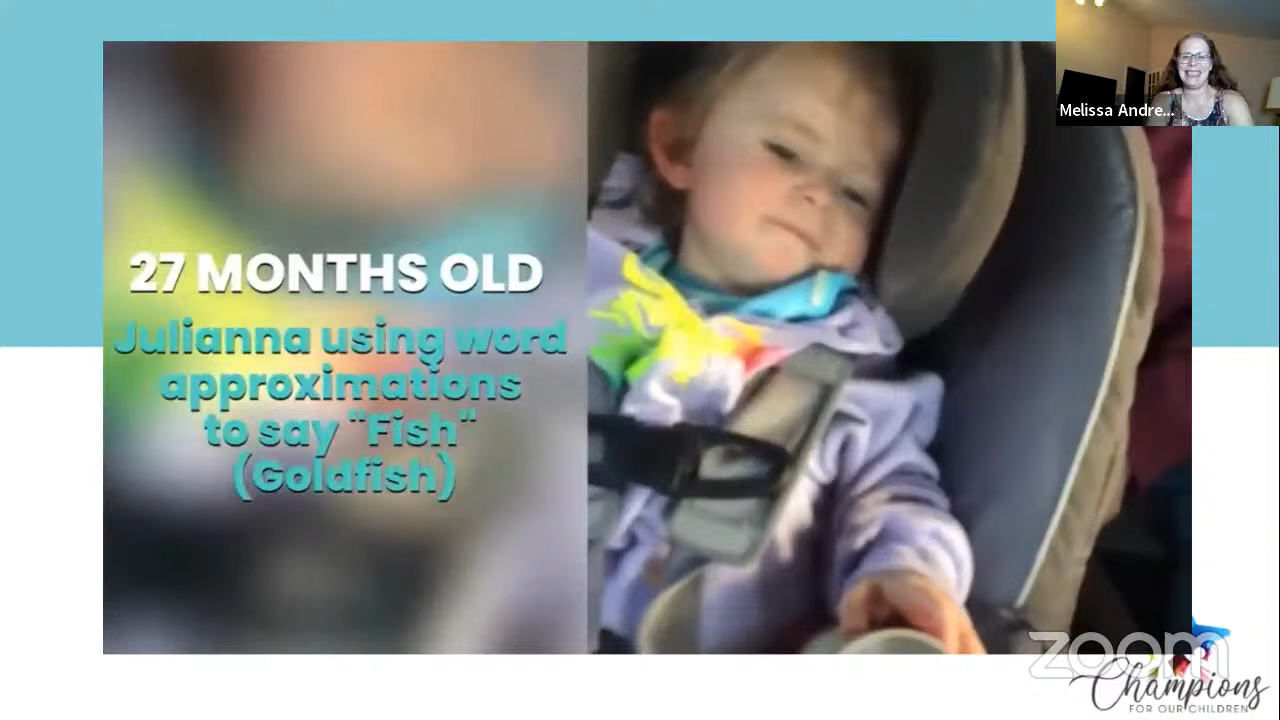 Melissa Andre...
27 MONTHS OLD
Julianna using word
approximations
to say "Fish"
(Goldfish)
zoom
Champions
FOR OUR CHILDREN